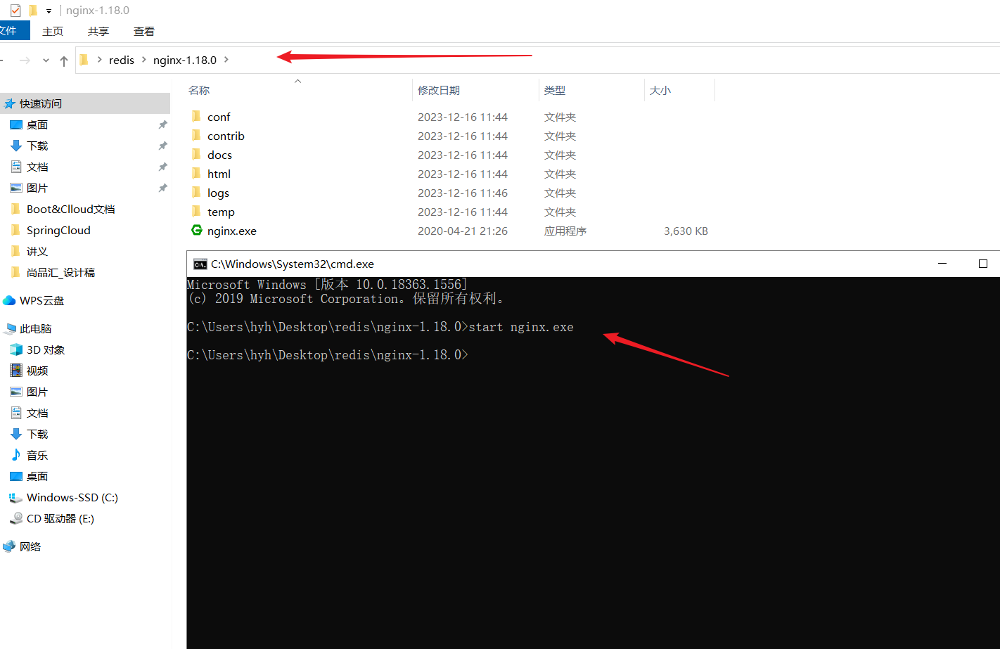 nginx-1.18.0
文件
主页
共享
查看
redis
nginx-1.18.0
名称
修改日期
类型
大小
快速访问
桌面
下载
文档
图片
Boot&Clloud文档
SpringCloud
讲义
尚品汇_设计稿
WPS云盘
此电脑
3D 对象
视频
图片
文档
下载
音乐
桌面
Windows-SSD (C:)
CD 驱动器 (E:)
网络
conf 2023-12-16 11:44 文件夹
contrib 2023-12-16 11:44 文件夹
docs 2023-12-16 11:44 文件夹
html 2023-12-16 11:44 文件夹
logs 2023-12-16 11:46 文件夹
temp 2023-12-16 11:44 文件夹
nginx.exe 2020-04-21 21:26 应用程序 3,630 KB
C:\Windows\System32\cmd.exe
Microsoft Windows [版本 10.0.18363.1556]
(c) 2019 Microsoft Corporation。保留所有权利。
C:\Users\hyh\Desktop\redis\nginx-1.18.0>start nginx.exe
C:\Users\hyh\Desktop\redis\nginx-1.18.0>